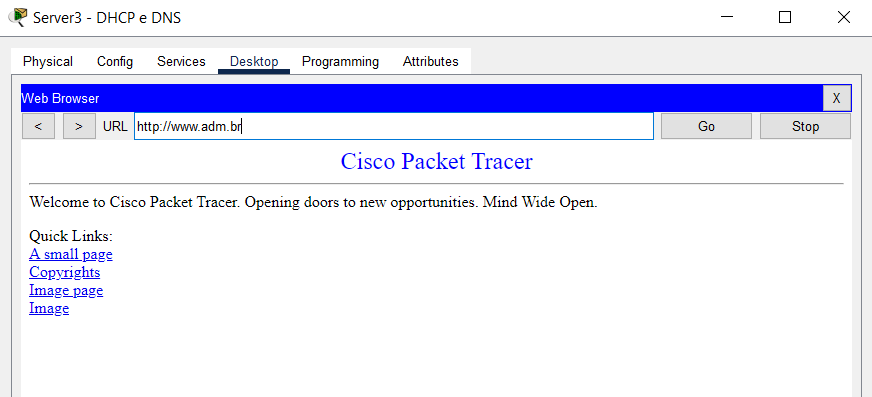 Server3 - DHCP e DNS
Physical Config Services Desktop Programming Attributes
Web Browser X
< > URL http://www.adm.br Go Stop
Cisco Packet Tracer
Welcome to Cisco Packet Tracer. Opening doors to new opportunities. Mind Wide Open.
Quick Links:
A small page
Copyrights
Image page
Image